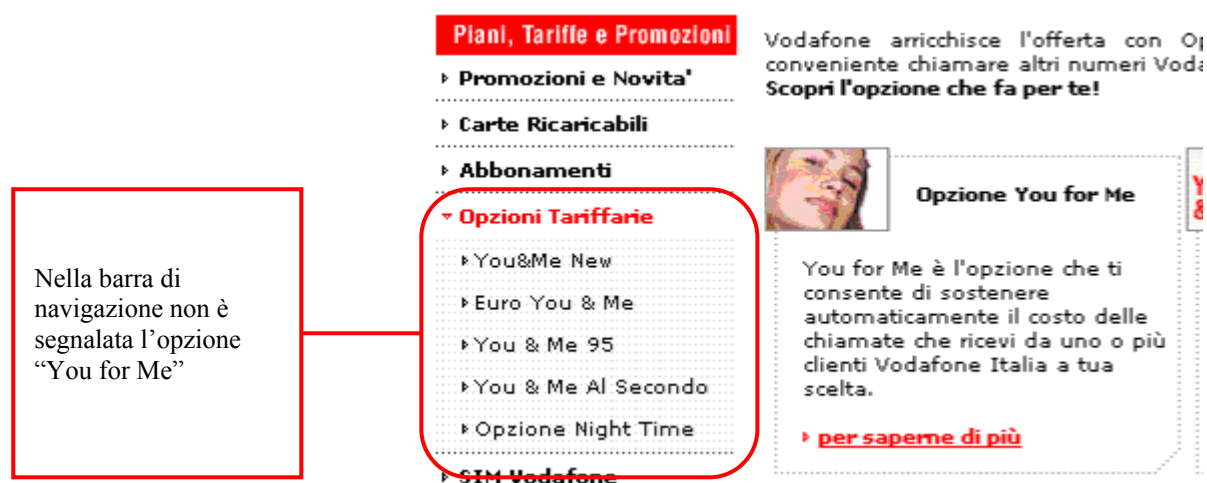 Piani, Tariffe e Promozioni
Promozioni e Novita'
Carte Ricaricabili
Abbonamenti
Opzioni Tariffarie
You&Me New
Euro You & Me
You & Me 95
You & Me Al Secondo
Opzione Night Time
SIM Vodafone
Nella barra di
navigazione non è
segnalata l’opzione
“You for Me”
Vodafone arricchisce l'offerta con
conveniente chiamare altri numeri
Scopri l'opzione che fa per te!
Opzione You for Me
You for Me è l'opzione che ti
consente di sostenere
automaticamente il costo delle
chiamate che ricevi da uno o più
clienti Vodafone Italia a tua
scelta.
per saperne di più